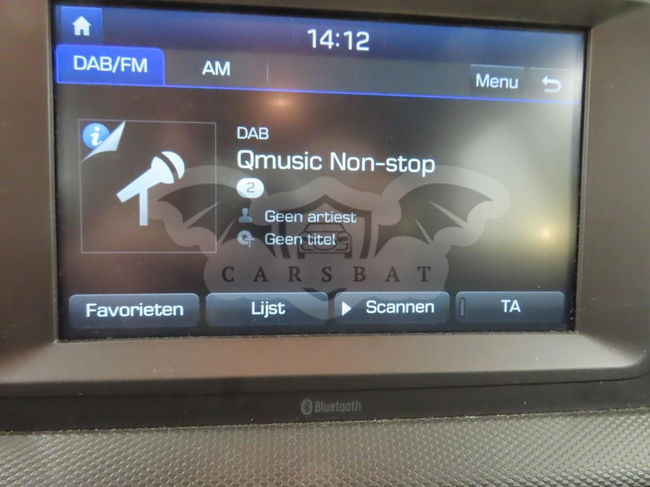 14:12
DAB/FM
AM
Menu
i
DAB
Qmusic Non-stop
2
Geen artiest
Geen titel
CARSBAT
Favorieten
Lijst
Scannen
TA
Bluetooth